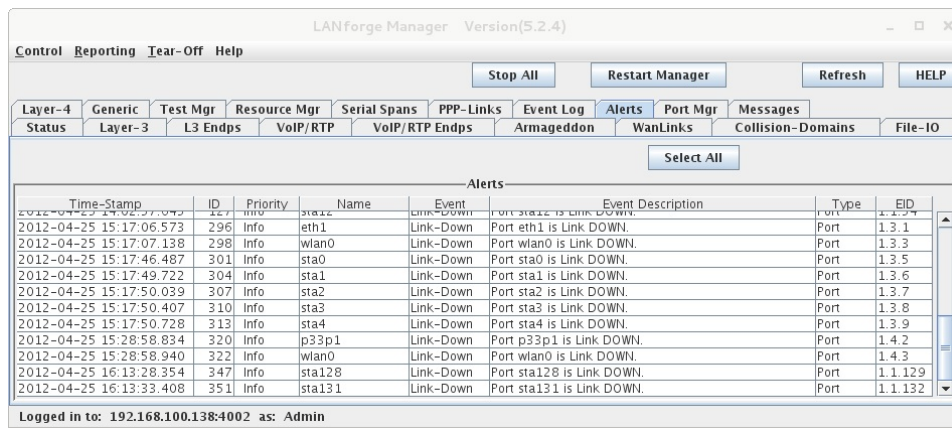 LANforge Manager Version(5.2.4)
Control Reporting Tear-Off Help
Stop All Restart Manager Refresh HELP
Layer-4 Generic Test Mgr Resource Mgr Serial Spans PPP-Links Event Log Alerts Port Mgr Messages
Status Layer-3 L3 Endps VoIP/RTP VoIP/RTP Endps Armageddon WanLinks Collision-Domains File-IO
Select All
Alerts
Time-Stamp ID Priority Name Event Event Description Type EID
2012-04-25 15:17:06.573 296 Info eth1 Link-Down Port eth1 is Link DOWN. Port 1.3.1
2012-04-25 15:17:07.138 298 Info wlan0 Link-Down Port wlan0 is Link DOWN. Port 1.3.3
2012-04-25 15:17:46.487 301 Info sta0 Link-Down Port sta0 is Link DOWN. Port 1.3.5
2012-04-25 15:17:49.722 304 Info sta1 Link-Down Port sta1 is Link DOWN. Port 1.3.6
2012-04-25 15:17:50.039 307 Info sta2 Link-Down Port sta2 is Link DOWN. Port 1.3.7
2012-04-25 15:17:50.407 310 Info sta3 Link-Down Port sta3 is Link DOWN. Port 1.3.8
2012-04-25 15:17:50.728 313 Info sta4 Link-Down Port sta4 is Link DOWN. Port 1.3.9
2012-04-25 15:28:58.834 320 Info p33p1 Link-Down Port p33p1 is Link DOWN. Port 1.4.2
2012-04-25 15:28:58.940 322 Info wlan0 Link-Down Port wlan0 is Link DOWN. Port 1.4.3
2012-04-25 16:13:28.354 347 Info sta128 Link-Down Port sta128 is Link DOWN. Port 1.1.129
2012-04-25 16:13:33.408 351 Info sta131 Link-Down Port sta131 is Link DOWN. Port 1.1.132
Logged in to: 192.168.100.138:4002 as: Admin